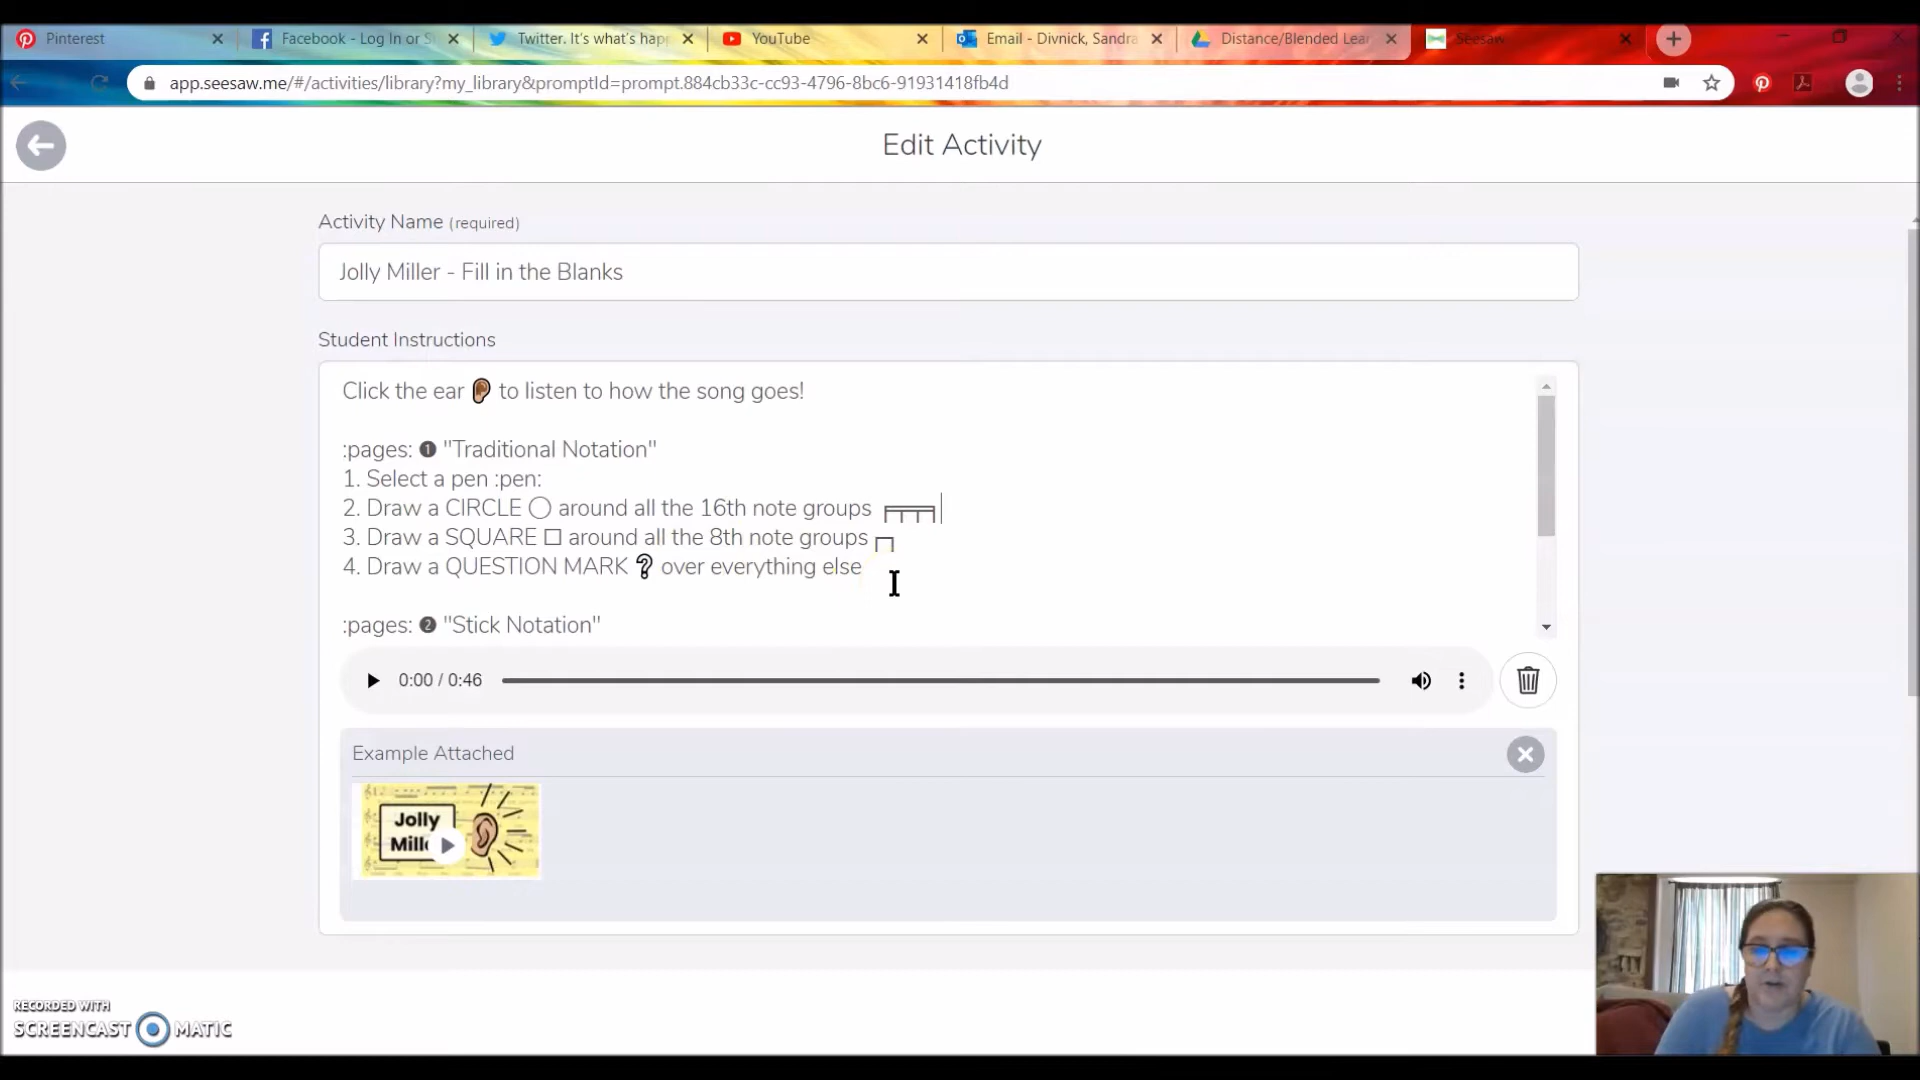 Pinterest
Facebook - Log In or Si
Twitter. It's what's happ
YouTube
Email - Divnick, Sandra
Distance/Blended Lear
Seesaw
app.seesaw.me/#/activities/library?my_library&promptId=prompt.884cb33c-cc93-4796-8bc6-91931418fb4d
Edit Activity
Activity Name (required)
Jolly Miller - Fill in the Blanks
Student Instructions
Click the ear 👂 to listen to how the song goes!
:pages: ❶ "Traditional Notation"
1. Select a pen :pen:
2. Draw a CIRCLE ◯ around all the 16th note groups
3. Draw a SQUARE □ around all the 8th note groups
4. Draw a QUESTION MARK ❓ over everything else
:pages: ❷ "Stick Notation"
0:00 / 0:46
Example Attached
Jolly
Mill
RECORDED WITH
SCREENCAST MATIC